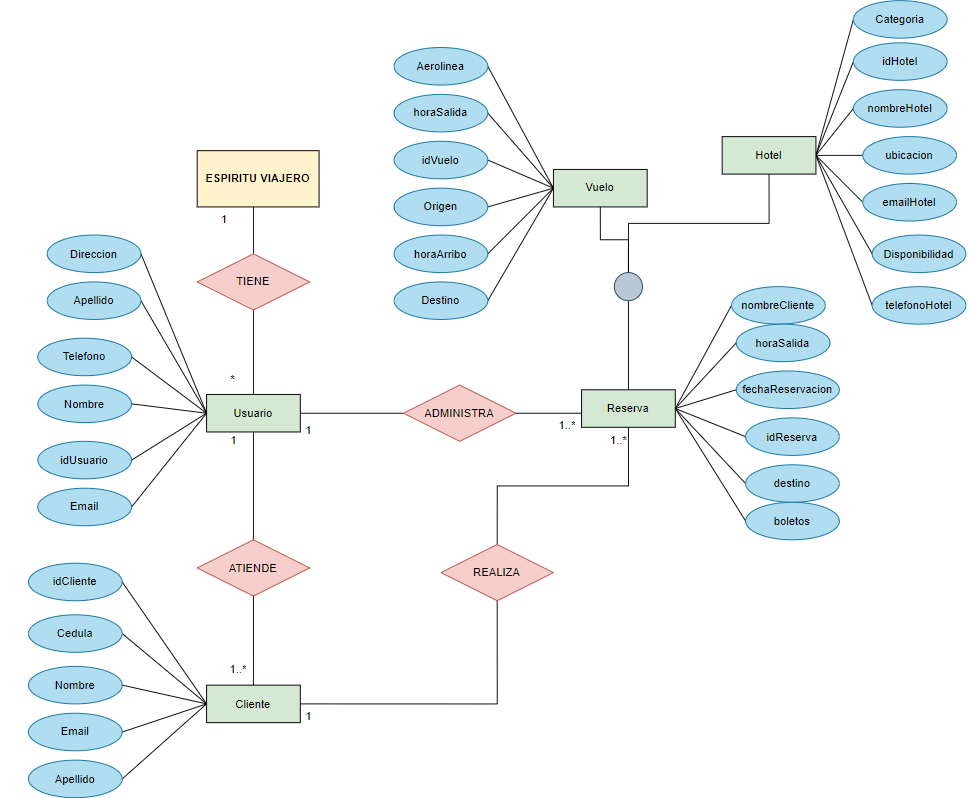 Categoria
idHotel
nombreHotel
ubicacion
emailHotel
Disponibilidad
telefonoHotel
Hotel
Aerolinea
horaSalida
idVuelo
Origen
horaArribo
Destino
Vuelo
ESPIRITU VIAJERO
1
TIENE
*
Direccion
Apellido
Telefono
Nombre
idUsuario
Email
Usuario
1
1
ADMINISTRA
1..*
Reserva
1..*
nombreCliente
horaSalida
fechaReservacion
idReserva
destino
boletos
ATIENDE
REALIZA
1..*
idCliente
Cedula
Nombre
Email
Apellido
Cliente
1